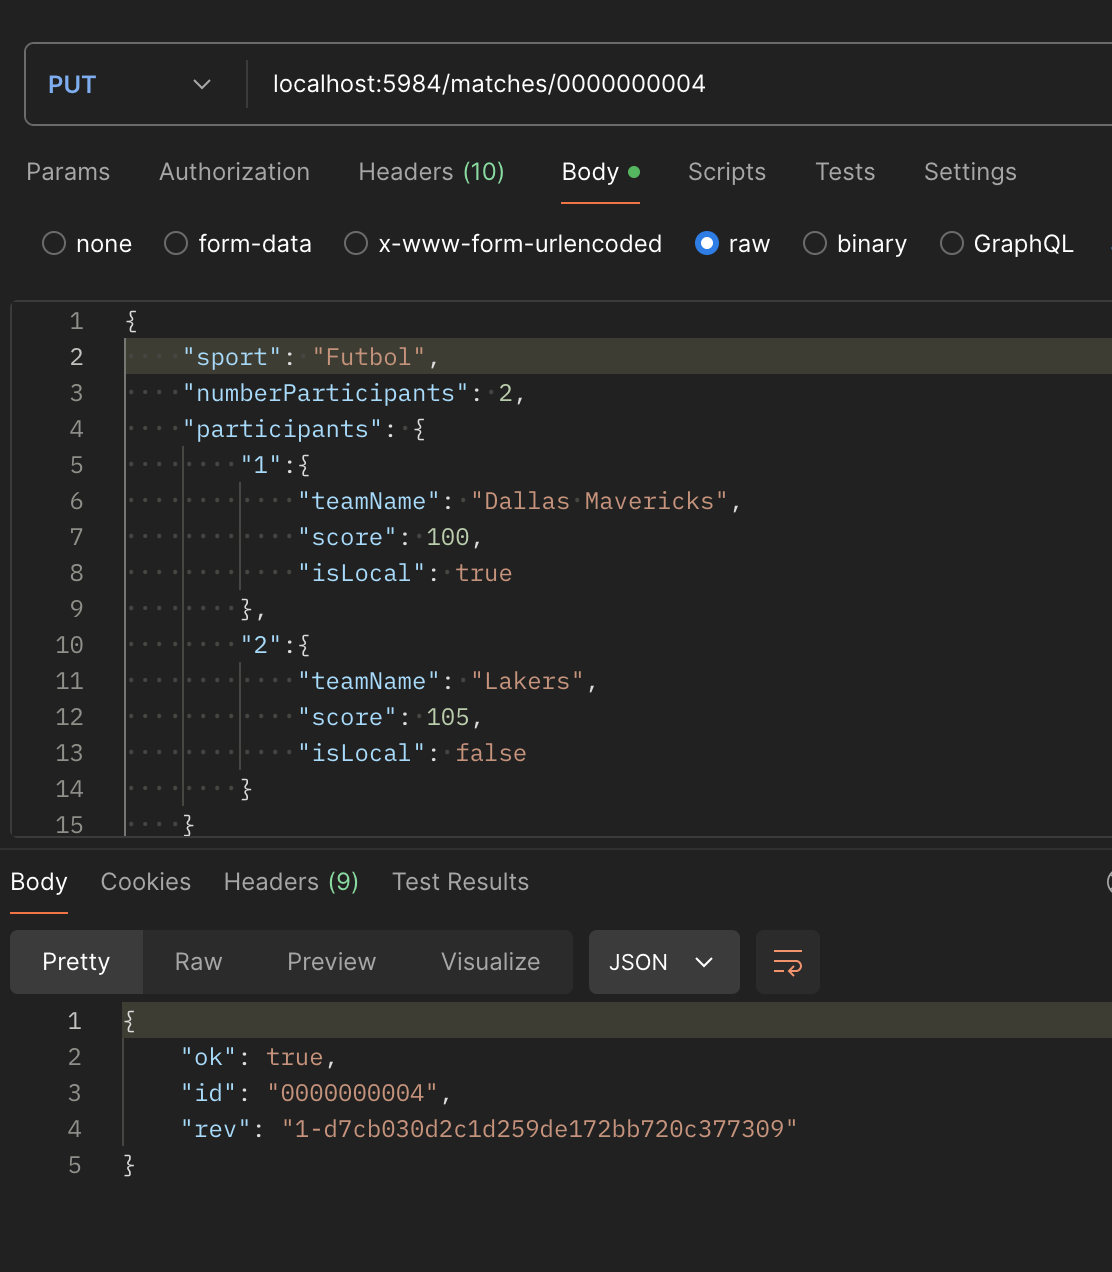 PUT localhost:5984/matches/0000000004
Params Authorization Headers (10) Body Scripts Tests Settings
none form-data x-www-form-urlencoded raw binary GraphQL
1 {
2 "sport": "Futbol",
3 "numberParticipants": 2,
4 "participants": {
5 "1":{
6 "teamName": "Dallas Mavericks",
7 "score": 100,
8 "isLocal": true
9 },
10 "2":{
11 "teamName": "Lakers",
12 "score": 105,
13 "isLocal": false
14 }
15 }
Body Cookies Headers (9) Test Results
Pretty Raw Preview Visualize JSON
1 {
2 "ok": true,
3 "id": "0000000004",
4 "rev": "1-d7cb030d2c1d259de172bb720c377309"
5 }